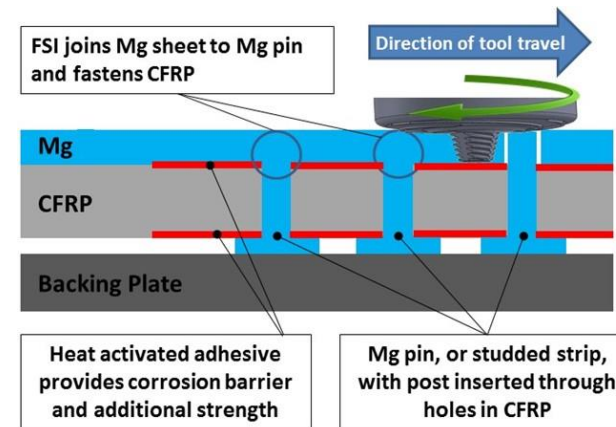 FSI joins Mg sheet to Mg pin
and fastens CFRP
Direction of tool travel
Mg
CFRP
Backing Plate
Heat activated adhesive
provides corrosion barrier
and additional strength
Mg pin, or studded strip,
with post inserted through
holes in CFRP